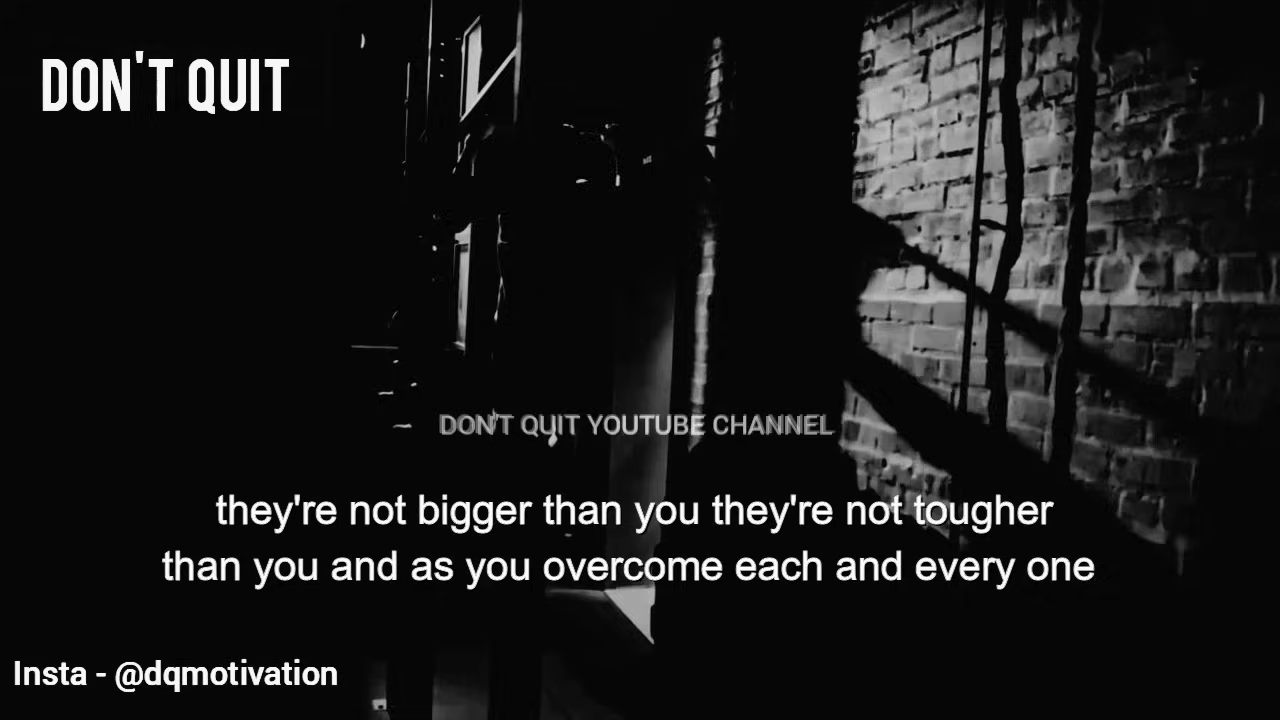 DON'T QUIT
DON'T QUIT YOUTUBE CHANNEL
they're not bigger than you they're not tougher
than you and as you overcome each and every one
Insta - @dqmotivation